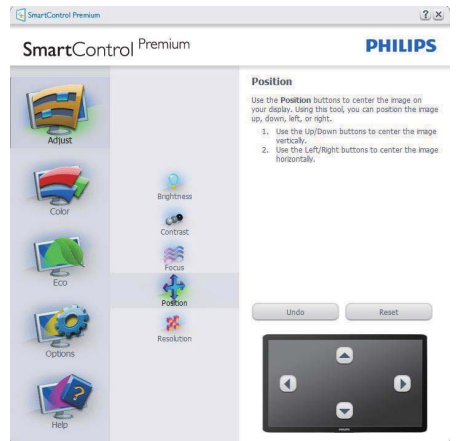 SmartControl Premium
SmartControl Premium
PHILIPS
Adjust
Color
Eco
Options
Help
Brightness
Contrast
Focus
Position
Resolution
Position
Use the Position buttons to center the image on
your display. Using this tool, you can position the image
up, down, left, or right.
1. Use the Up/Down buttons to center the image
vertically.
2. Use the Left/Right buttons to center the image
horizontally.
Undo
Reset
PHILIPS